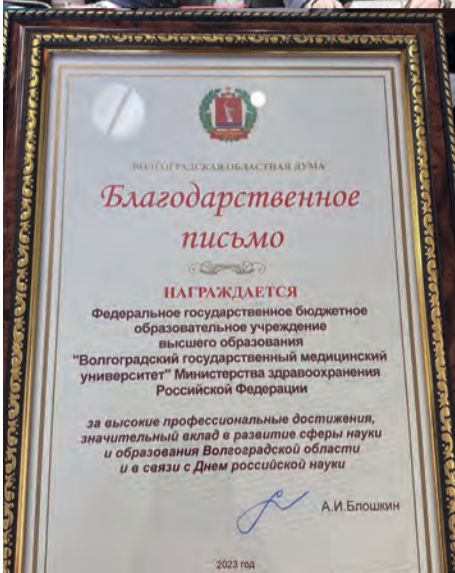 ВОЛГОГРАДСКАЯ ОБЛАСТНАЯ ДУМА
Благодарственное
письмо
НАГРАЖДАЕТСЯ
Федеральное государственное бюджетное
образовательное учреждение
высшего образования
"Волгоградский государственный медицинский
университет" Министерства здравоохранения
Российской Федерации
за высокие профессиональные достижения,
значительный вклад в развитие сферы науки
и образования Волгоградской области
и в связи с Днем российской науки
А.И.Блошкин
2023 год